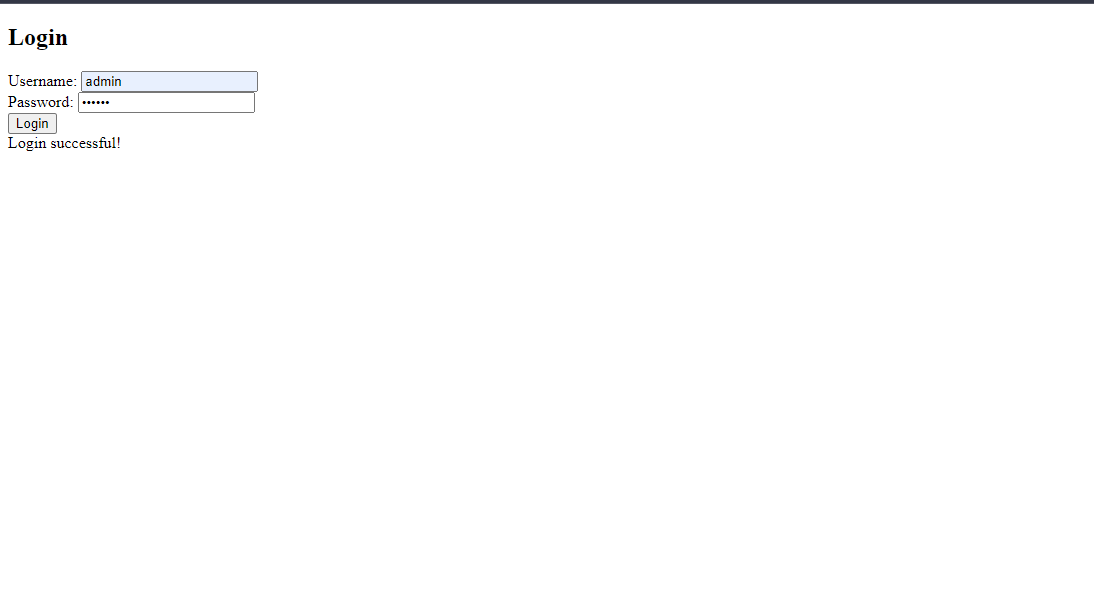 Login
Username: admin
Password: ••••••
Login
Login successful!